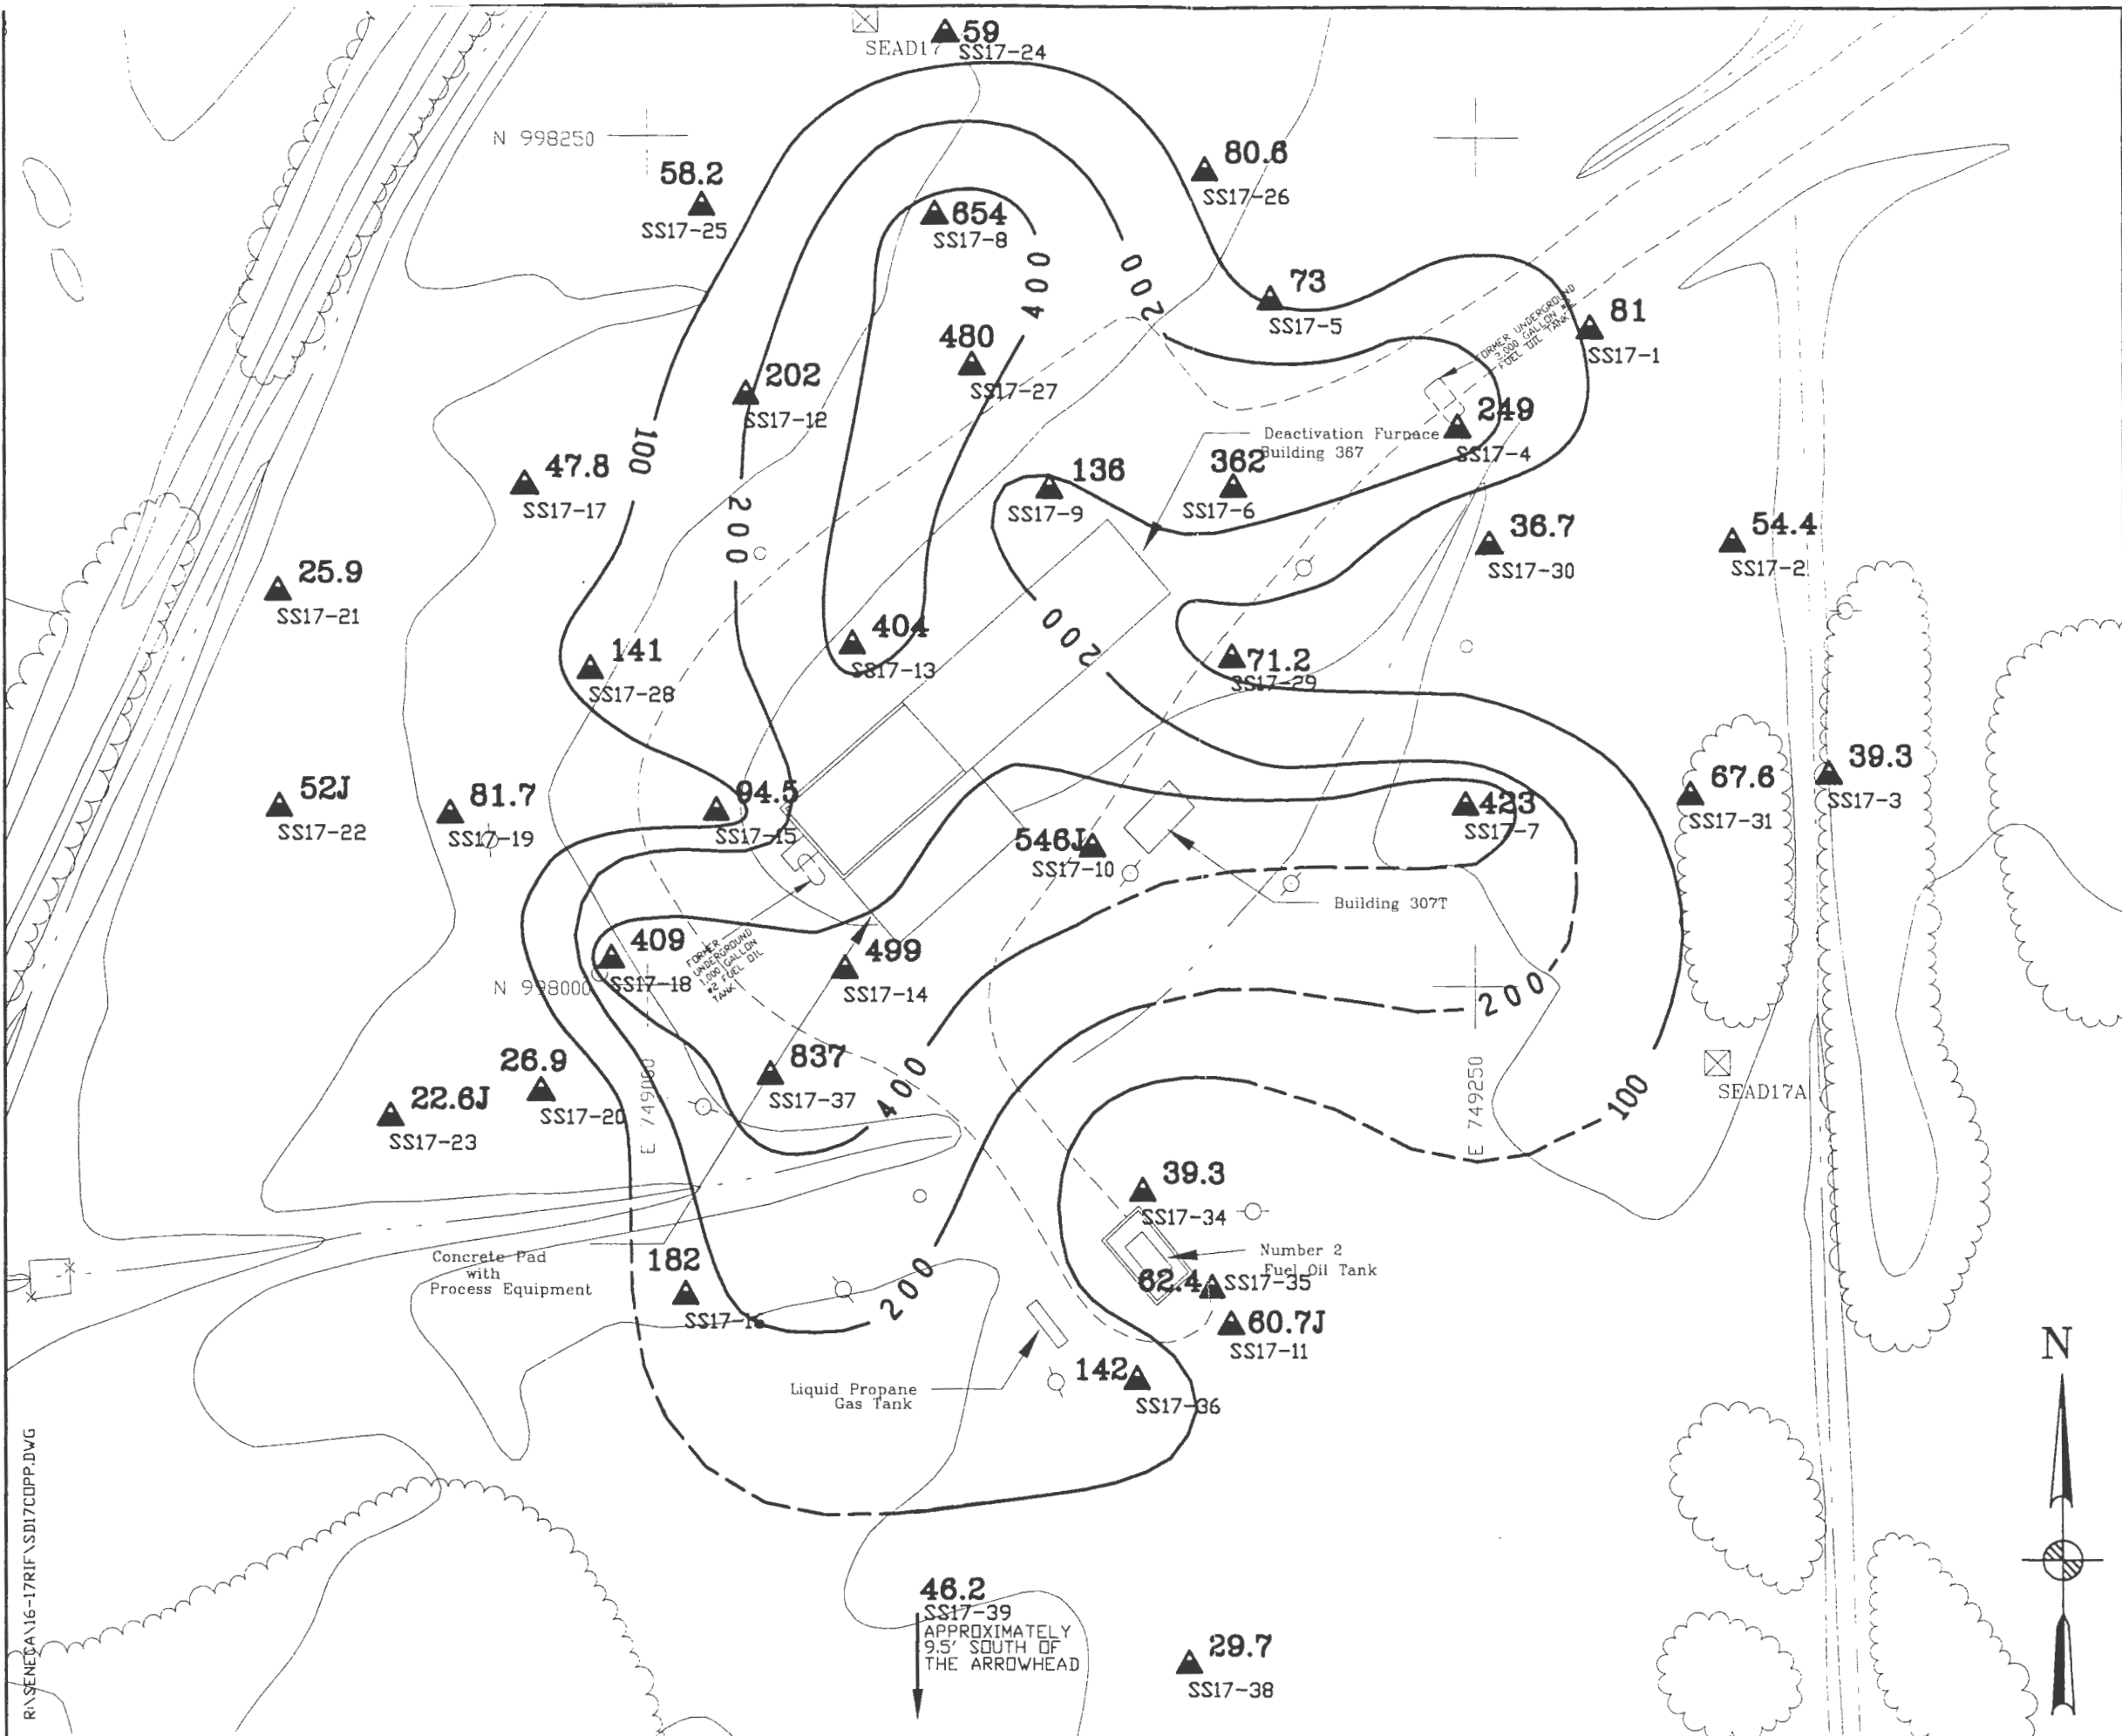 59
SEAD17
SS17-24
N 998250
80.6
SS17-26
58.2
SS17-25
654
SS17-8
400
200
73
SS17-5
FORMER UNDERGROUND
2,000 GALLON #2
FUEL OIL TANK
81
SS17-1
480
SS17-27
202
SS17-12
249
SS17-4
Deactivation Furnace
Building 367
100
47.8
SS17-17
136
SS17-9
362
SS17-6
200
36.7
SS17-30
54.4
SS17-2
25.9
SS17-21
141
SS17-28
404
SS17-13
200
71.2
SS17-29
52J
SS17-22
81.7
SS17-19
94.5
SS17-15
546J
SS17-10
423
SS17-7
67.6
SS17-31
39.3
SS17-3
Building 307T
409
SS17-18
FORMER
UNDERGROUND
1,000 GALLON
#2 FUEL OIL
TANK
499
SS17-14
N 998000
200
837
SS17-37
400
26.9
SS17-20
22.6J
SS17-23
E 749000
E 749250
100
SEAD17A
39.3
SS17-34
Concrete Pad
with
Process Equipment
182
SS17-16
200
Number 2
Fuel Oil Tank
62.4
SS17-35
60.7J
SS17-11
142
SS17-36
Liquid Propane
Gas Tank
N
46.2
SS17-39
APPROXIMATELY
9.5' SOUTH OF
THE ARROWHEAD
29.7
SS17-38
R:\SENECA\16-17RIF\SD17COPP.DWG